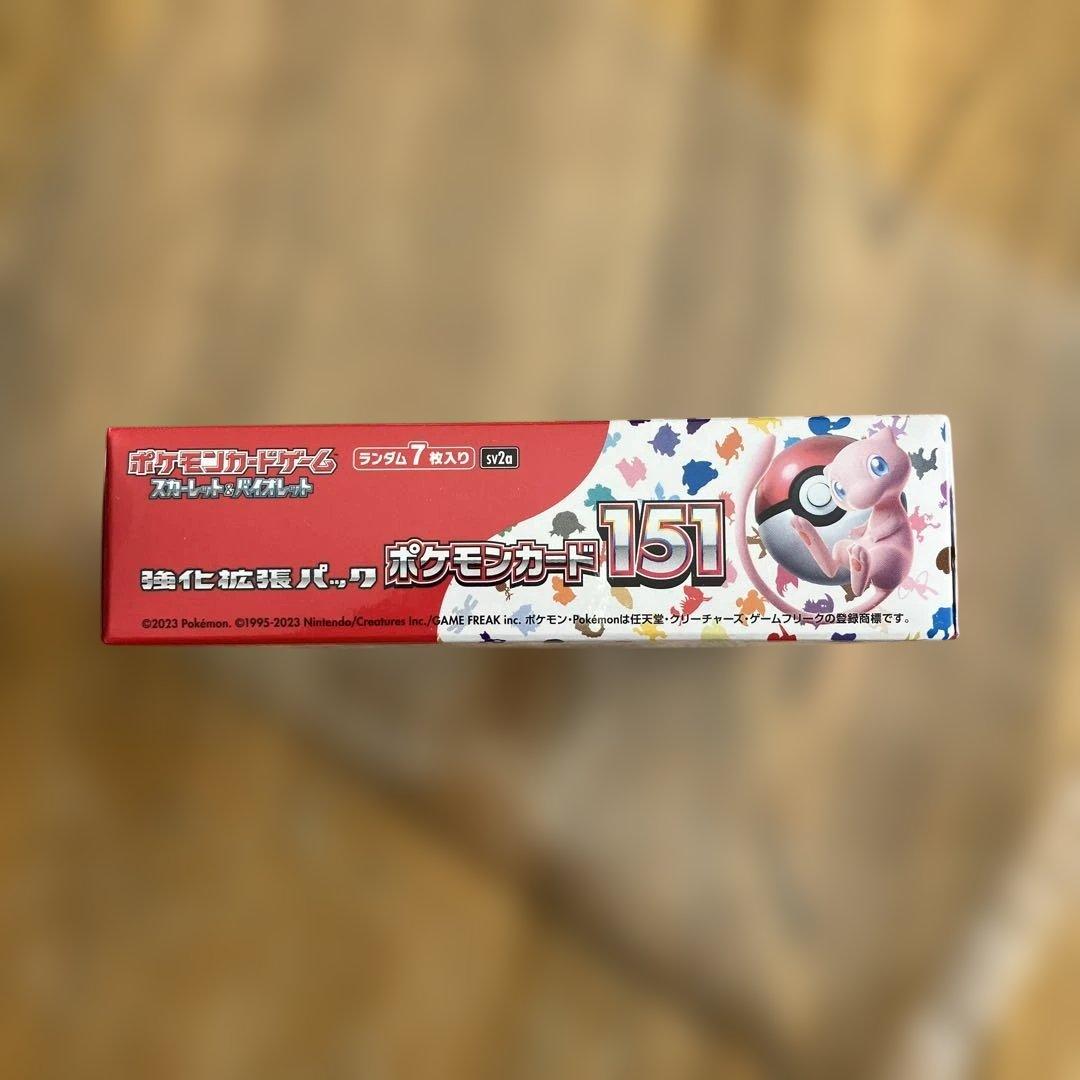 ポケモンカードゲーム
スカーレット&バイオレット
ランダム7枚入り sv2a
強化拡張パック ポケモンカード151
©2023 Pokémon. ©1995-2023 Nintendo/Creatures Inc./GAME FREAK inc. ポケモン・Pokémonは任天堂・クリーチャーズ・ゲームフリークの登録商標です。